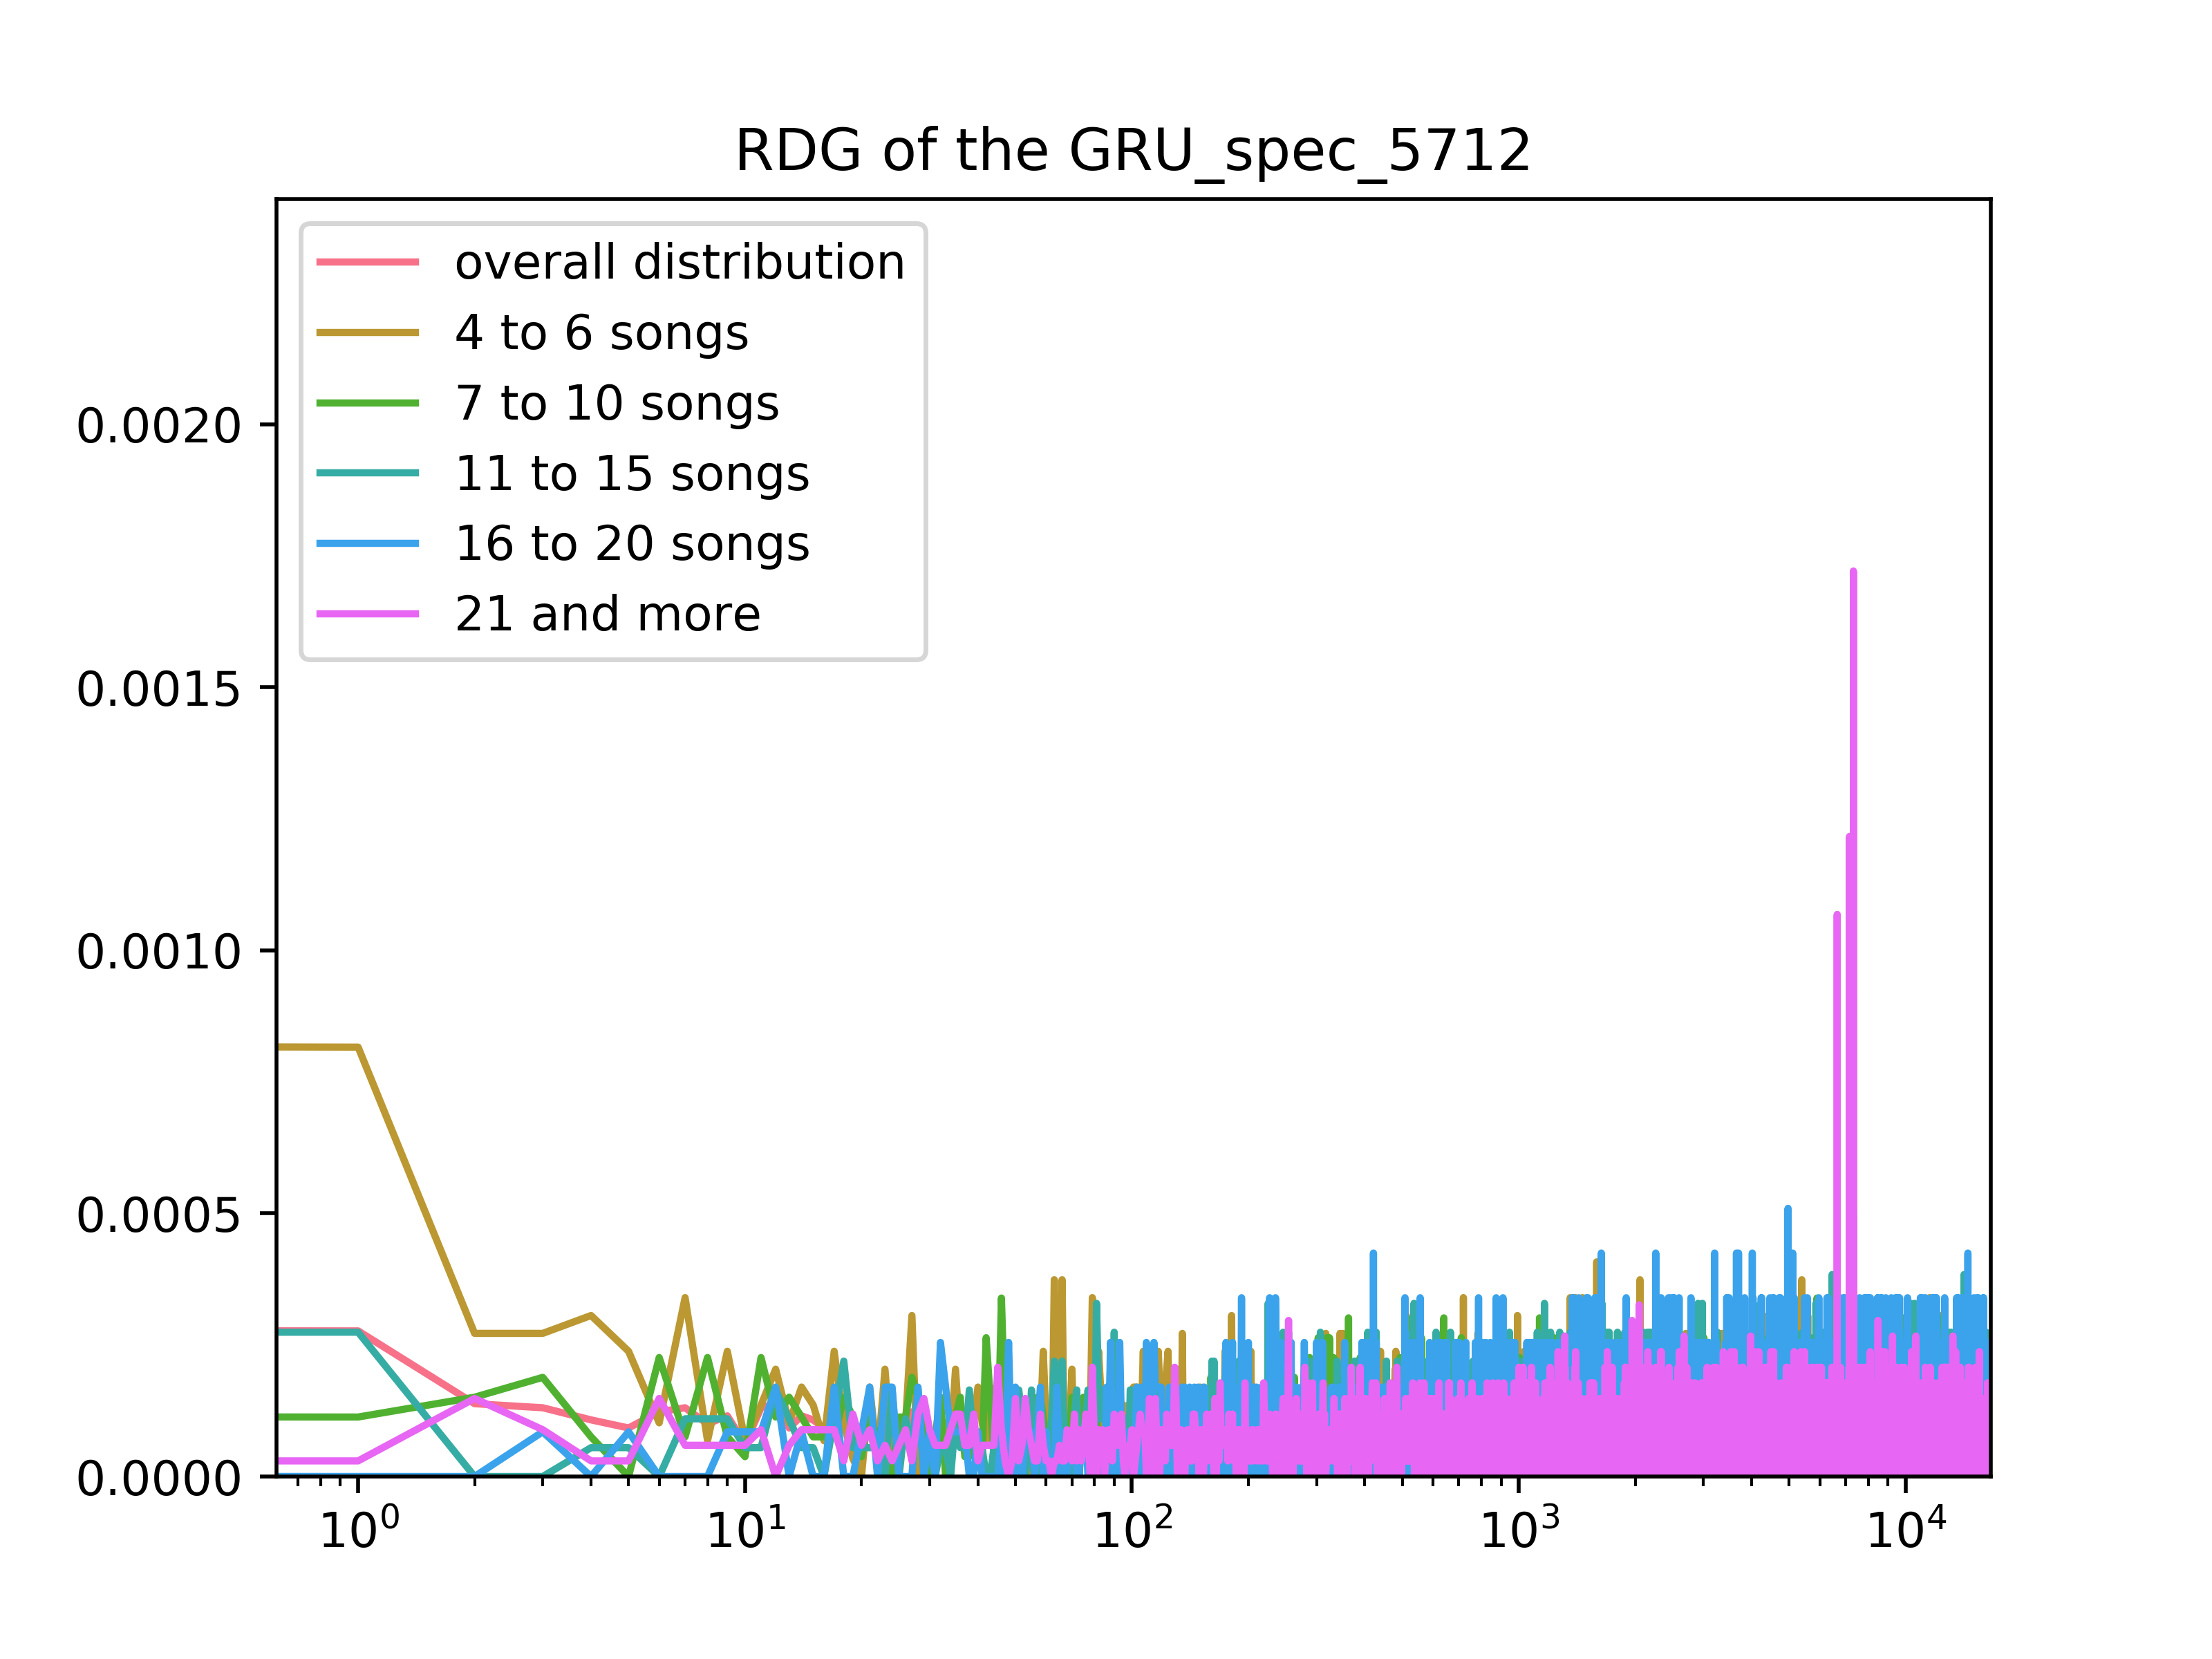 RDG of the GRU_spec_5712
overall distribution
4 to 6 songs
7 to 10 songs
11 to 15 songs
16 to 20 songs
21 and more
0.0020
0.0015
0.0010
0.0005
0.0000
10⁰ 10¹ 10² 10³ 10⁴